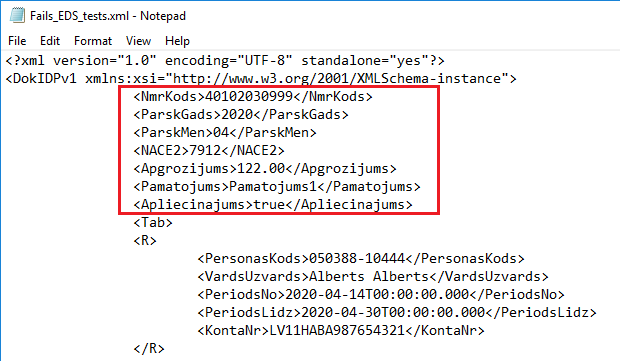 Fails_EDS_tests.xml - Notepad
File Edit Format View Help
<?xml version="1.0" encoding="UTF-8" standalone="yes"?>
<DokIDPv1 xmlns:xsi="http://www.w3.org/2001/XMLSchema-instance">
<NmrKods>40102030999</NmrKods>
<ParskGads>2020</ParskGads>
<ParskMen>04</ParskMen>
<NACE2>7912</NACE2>
<Apgrozijums>122.00</Apgrozijums>
<Pamatojums>Pamatojums1</Pamatojums>
<Apliecinajums>true</Apliecinajums>
<Tab>
<R>
<PersonasKods>050388-10444</PersonasKods>
<VardsUzvards>Alberts Alberts</VardsUzvards>
<PeriodsNo>2020-04-14T00:00:00.000</PeriodsNo>
<PeriodsLidz>2020-04-30T00:00:00.000</PeriodsLidz>
<KontaNr>LV11HABA987654321</KontaNr>
</R>